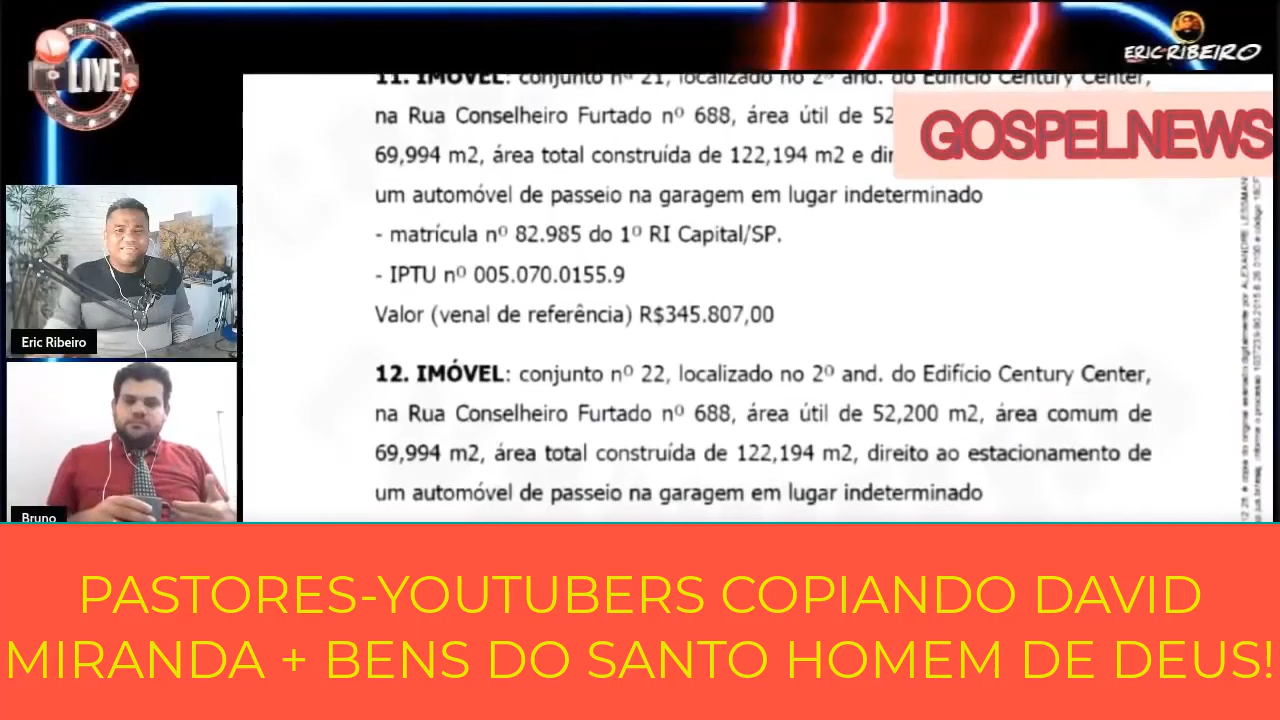 LIVE
ERICRIBEIRO
11. IMÓVEL: conjunto nº 21, localizado no 2º and. do Edifício Century Center,
na Rua Conselheiro Furtado nº 688, área útil de 52
GOSPELNEWS
69,994 m2, área total construída de 122,194 m2 e dir
um automóvel de passeio na garagem em lugar indeterminado
- matrícula nº 82.985 do 1º RI Capital/SP.
- IPTU nº 005.070.0155.9
Valor (venal de referência) R$345.807,00
12. IMÓVEL: conjunto nº 22, localizado no 2º and. do Edifício Century Center,
na Rua Conselheiro Furtado nº 688, área útil de 52,200 m2, área comum de
69,994 m2, área total construída de 122,194 m2, direito ao estacionamento de
um automóvel de passeio na garagem em lugar indeterminado
Eric Ribeiro
Bruno
PASTORES-YOUTUBERS COPIANDO DAVID
MIRANDA + BENS DO SANTO HOMEM DE DEUS!